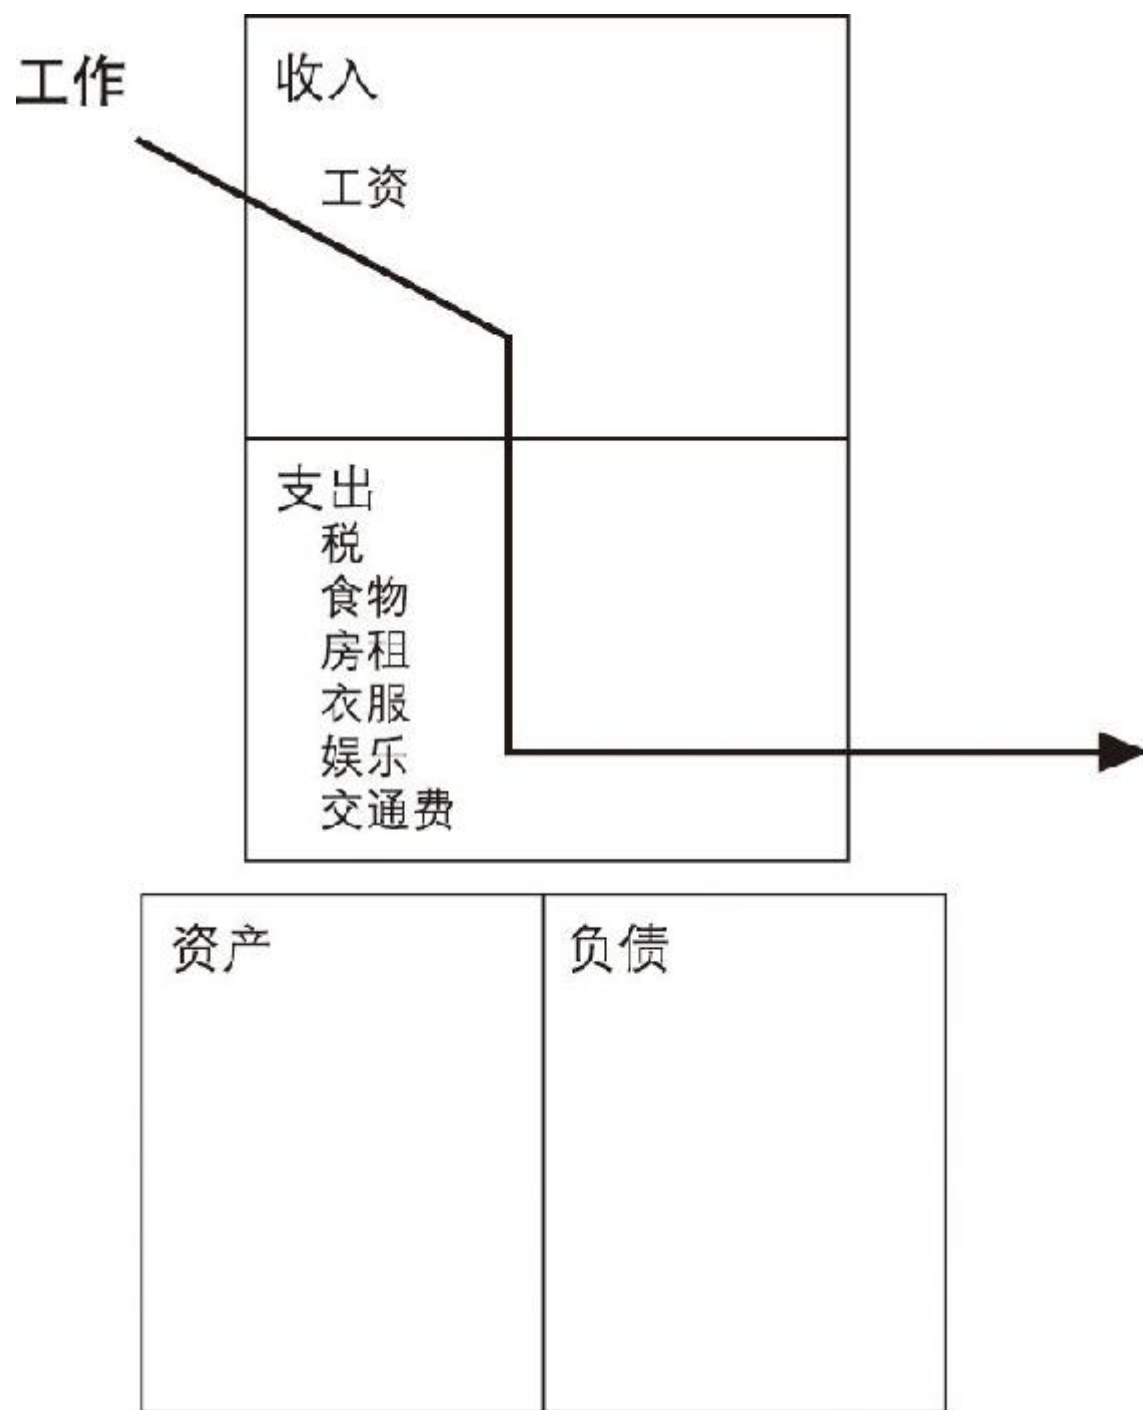 工作
收入
工资
支出
税
食物
房租
衣服
娱乐
交通费
资产
负债